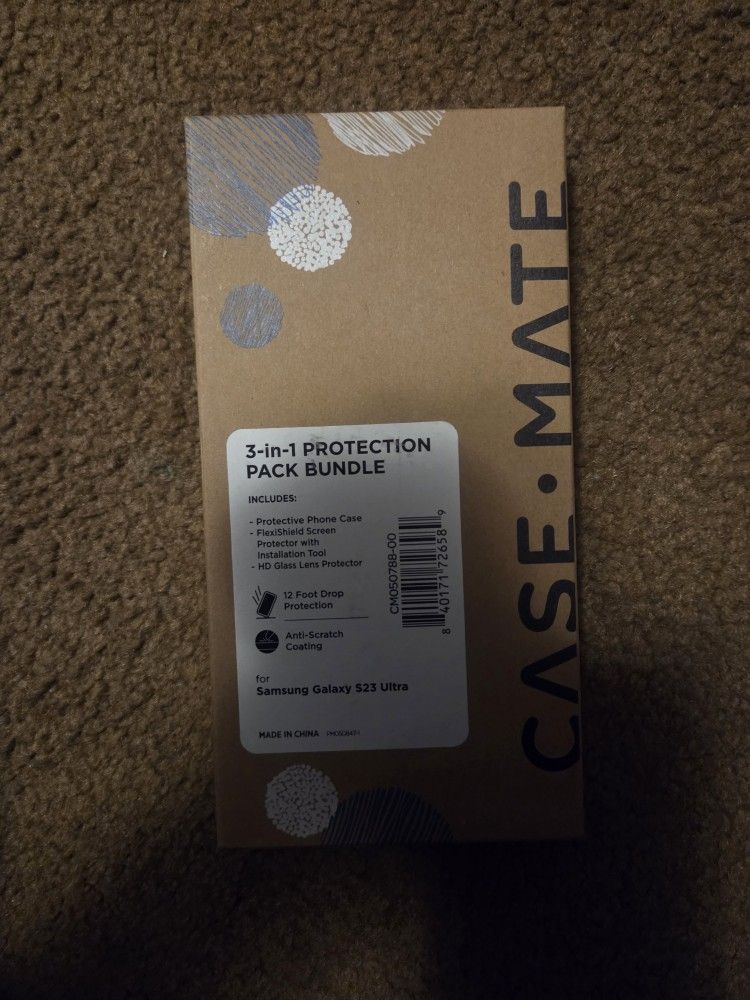 CASE•MATE
3-in-1 PROTECTION
PACK BUNDLE
INCLUDES:
- Protective Phone Case
- FlexiShield Screen
Protector with
Installation Tool
- HD Glass Lens Protector
12 Foot Drop
Protection
Anti-Scratch
Coating
for
Samsung Galaxy S23 Ultra
MADE IN CHINA
CM050788-00
8 40171 72658 9